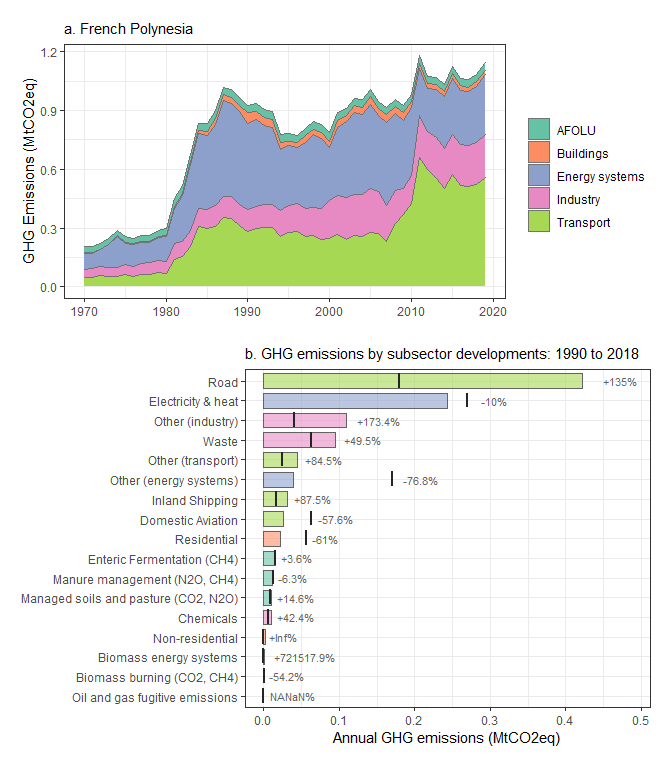 a. French Polynesia
GHG Emissions (MtCO2eq)
1.2
0.9
0.6
0.3
0.0
1970
1980
1990
2000
2010
2020
AFOLU
Buildings
Energy systems
Industry
Transport
b. GHG emissions by subsector developments: 1990 to 2018
Road +135%
Electricity & heat -10%
Other (industry) +173.4%
Waste +49.5%
Other (transport) +84.5%
Other (energy systems) -76.8%
Inland Shipping +87.5%
Domestic Aviation -57.6%
Residential -61%
Enteric Fermentation (CH4) +3.6%
Manure management (N2O, CH4) -6.3%
Managed soils and pasture (CO2, N2O) +14.6%
Chemicals +42.4%
Non-residential +Inf%
Biomass energy systems +721517.9%
Biomass burning (CO2, CH4) -54.2%
Oil and gas fugitive emissions NANaN%
0.0
0.1
0.2
0.3
0.4
0.5
Annual GHG emissions (MtCO2eq)